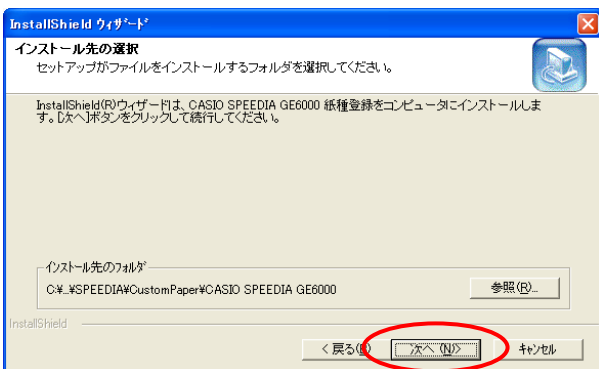 InstallShield ウィザード
インストール先の選択
セットアップがファイルをインストールするフォルダを選択してください。
InstallShield(R)ウィザードは、CASIO SPEEDIA GE6000 紙種登録をコンピュータにインストールしま
す。[次へ]ボタンをクリックして続行してください。
インストール先のフォルダ
C:¥...¥SPEEDIA¥CustomPaper¥CASIO SPEEDIA GE6000
参照(R)...
InstallShield
< 戻る(B) 次へ(N)> キャンセル